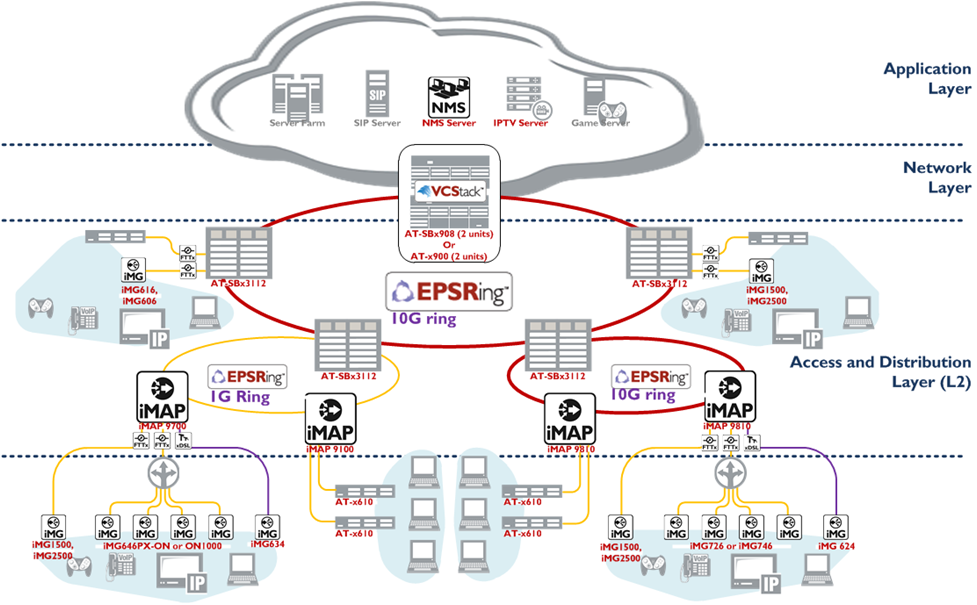 Application
Layer
SIP
NMS
Server Farm
SIP Server
NMS Server
IPTV Server
Game Server
Network
Layer
VCStack™
AT-SBx908 (2 units)
Or
AT-x900 (2 units)
FTTx
FTTx
iMG
iMG616,
iMG606
AT-SBx3112
VoIP
IP
EPSRing™
10G ring
AT-SBx3112
FTTx
FTTx
iMG
iMG1500,
iMG2500
VoIP
IP
Access and Distribution
Layer (L2)
AT-SBx3112
AT-SBx3112
EPSRing™
1G Ring
EPSRing™
10G ring
iMAP
iMAP 9700
iMAP
iMAP 9100
iMAP
iMAP 9810
iMAP
iMAP 9810
FTTx
FTTx
xDSL
FTTx
FTTx
xDSL
AT-x610
AT-x610
AT-x610
AT-x610
iMG
iMG
iMG
iMG
iMG
iMG
iMG1500,
iMG2500
iMG646PX-ON or ON1000
iMG634
VoIP
IP
iMG
iMG
iMG
iMG
iMG
iMG
iMG1500,
iMG2500
iMG726 or iMG746
iMG 624
VoIP
IP